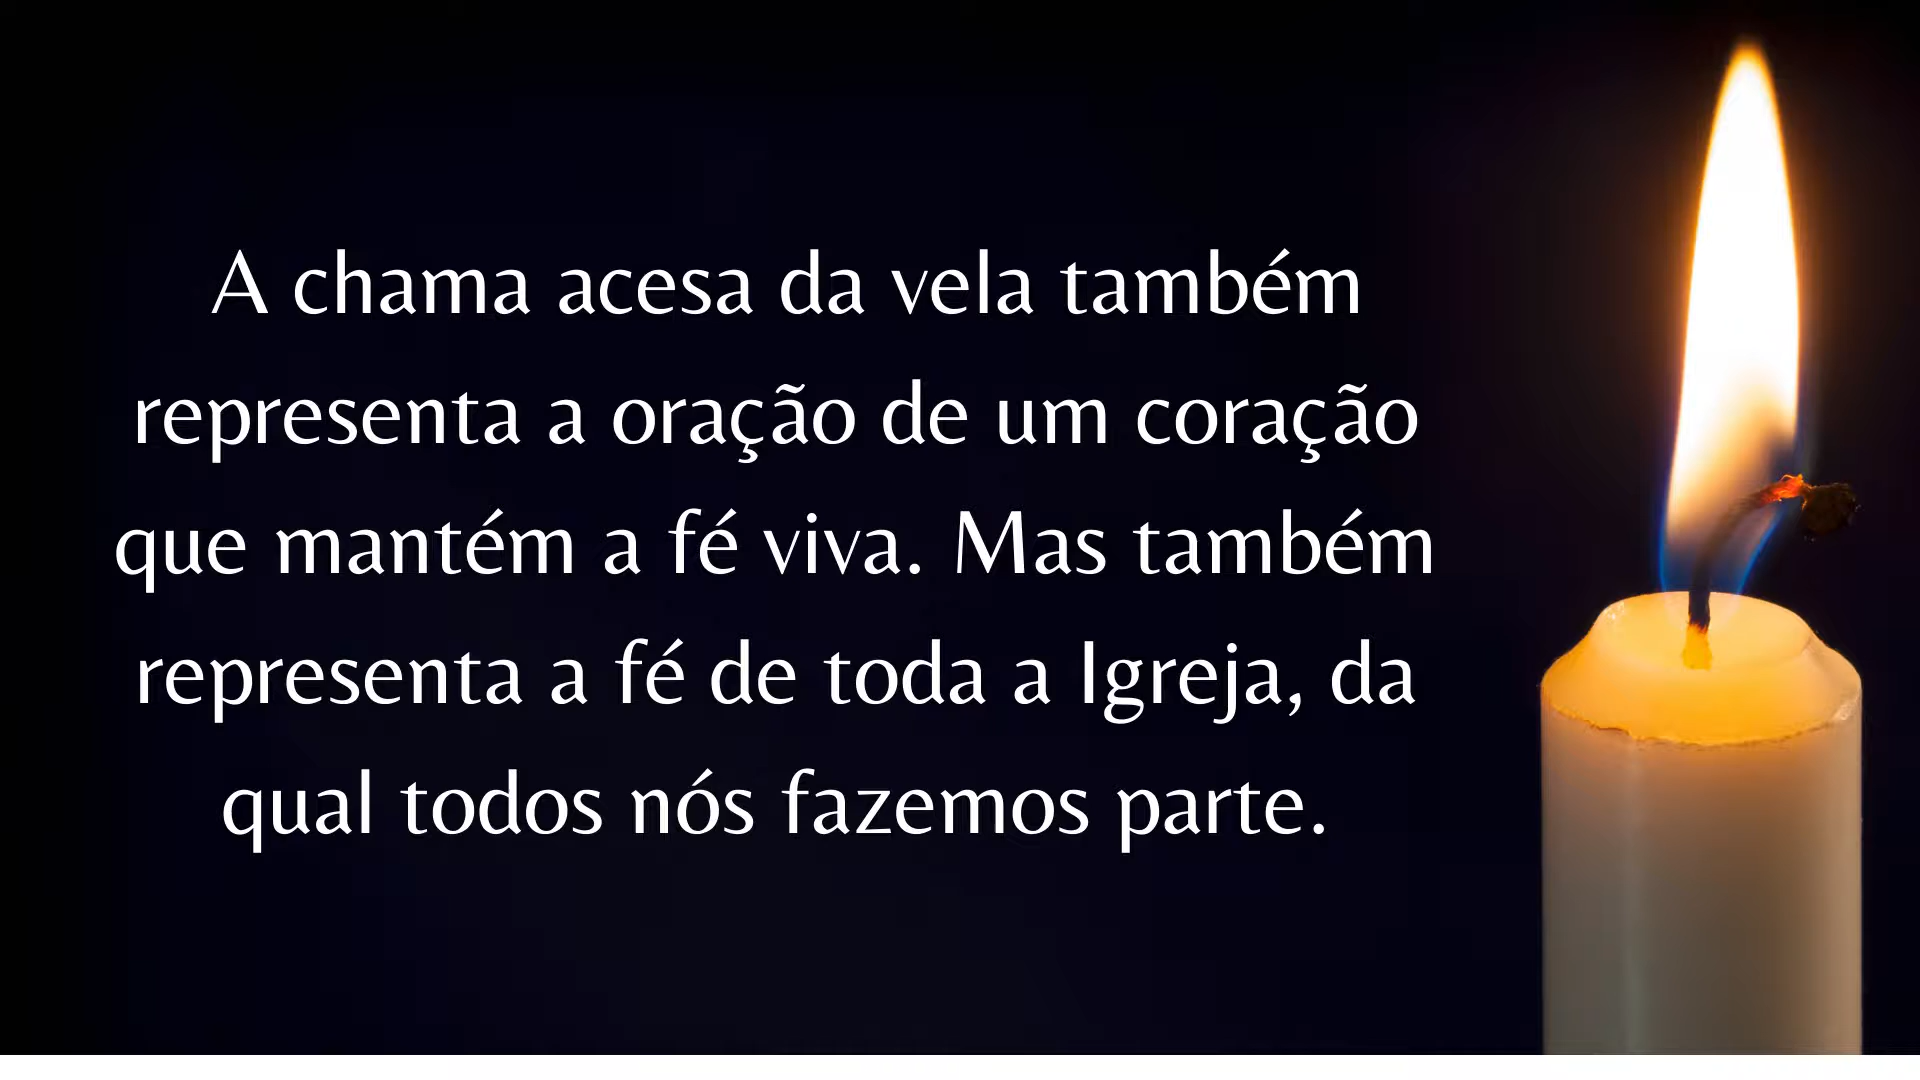 A chama acesa da vela também
representa a oração de um coração
que mantém a fé viva. Mas também
representa a fé de toda a Igreja, da
qual todos nós fazemos parte.